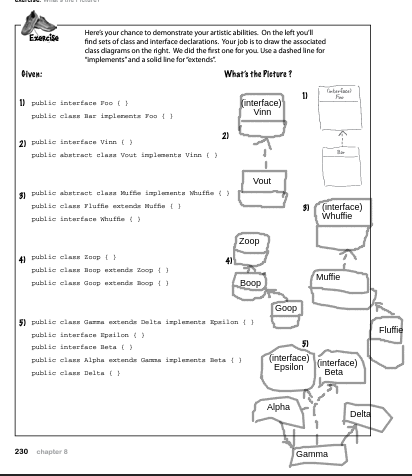 Exercise: What's the Picture?
Exercise
Here's your chance to demonstrate your artistic abilities. On the left you'll
find sets of class and interface declarations. Your job is to draw the associated
class diagrams on the right. We did the first one for you. Use a dashed line for
"implements" and a solid line for "extends".
Given:
What's the Picture ?
1) public interface Foo { }
public class Bar implements Foo { }
2) public interface Vinn { }
public abstract class Vout implements Vinn { }
3) public abstract class Muffie implements Whuffie { }
public class Fluffie extends Muffie { }
public interface Whuffie { }
4) public class Zoop { }
public class Boop extends Zoop { }
public class Goop extends Boop { }
5) public class Gamma extends Delta implements Epsilon { }
public interface Epsilon { }
public interface Beta { }
public class Alpha extends Gamma implements Beta { }
public class Delta { }
1)
(interface)
Foo
Bar
2)
(interface)
Vinn
Vout
3)
(interface)
Whuffie
Muffie
Fluffie
4)
Zoop
Boop
Goop
5)
(interface)
Epsilon
(interface)
Beta
Alpha
Delta
Gamma
230 chapter 8